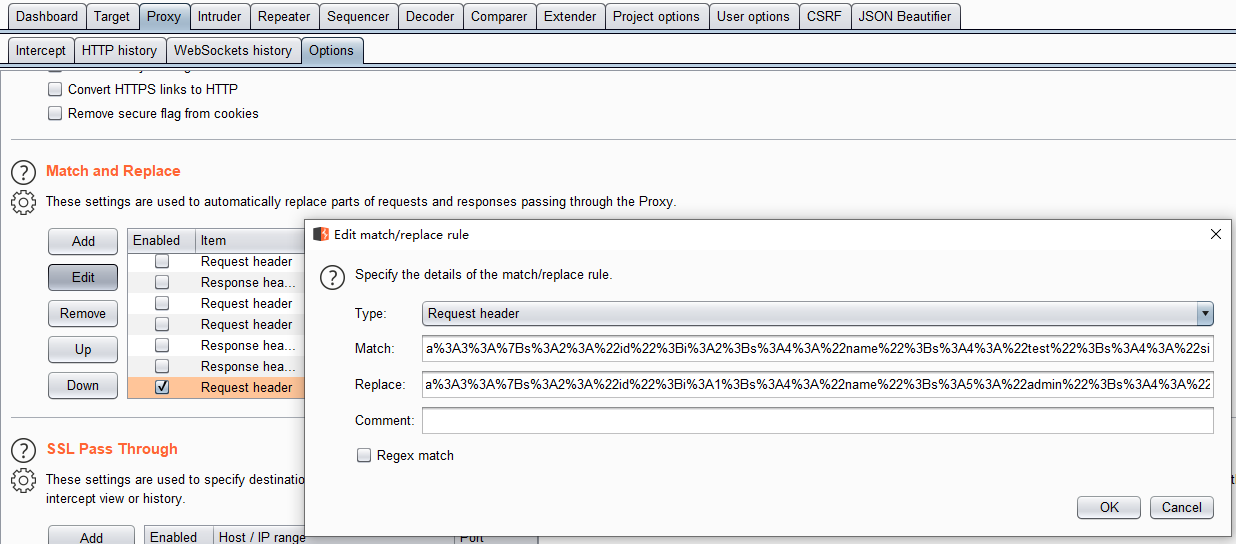 Dashboard Target Proxy Intruder Repeater Sequencer Decoder Comparer Extender Project options User options CSRF JSON Beautifier
Intercept HTTP history WebSockets history Options
Convert HTTPS links to HTTP
Remove secure flag from cookies
Match and Replace
These settings are used to automatically replace parts of requests and responses passing through the Proxy.
Add
Edit
Remove
Up
Down
Enabled Item
Request header
Response hea...
Request header
Request header
Response hea...
Response hea...
Request header
Edit match/replace rule
Specify the details of the match/replace rule.
Type: Request header
Match: a%3A3%3A%7Bs%3A2%3A%22id%22%3Bi%3A2%3Bs%3A4%3A%22name%22%3Bs%3A4%3A%22test%22%3Bs%3A4%3A%22si
Replace: a%3A3%3A%7Bs%3A2%3A%22id%22%3Bi%3A1%3Bs%3A4%3A%22name%22%3Bs%3A5%3A%22admin%22%3Bs%3A4%3A%22
Comment:
Regex match
OK Cancel
SSL Pass Through
These settings are used to specify destinatio
intercept view or history.
Add
Enabled Host / IP range Port